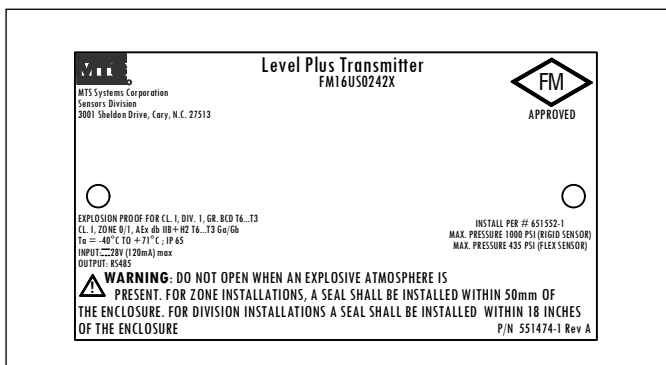 MTS
Level Plus Transmitter
FM16US0242X
MTS Systems Corporation
Sensors Division
3001 Sheldon Drive, Cary, N.C. 27513
FM
APPROVED
EXPLOSION PROOF FOR CL. I, DIV. 1, GR. BCD T6...T3
CL. I, ZONE 0/1, AEx db IIB+H2 T6...T3 Ga/Gb
Ta = -40°C TO +71°C ; IP 65
INPUT:⎓28V (120mA) max
OUTPUT: RS485
INSTALL PER # 651552-1
MAX. PRESSURE 1000 PSI (RIGID SENSOR)
MAX. PRESSURE 435 PSI (FLEX SENSOR)
WARNING: DO NOT OPEN WHEN AN EXPLOSIVE ATMOSPHERE IS
PRESENT. FOR ZONE INSTALLATIONS, A SEAL SHALL BE INSTALLED WITHIN 50mm OF
THE ENCLOSURE. FOR DIVISION INSTALLATIONS A SEAL SHALL BE INSTALLED WITHIN 18 INCHES
OF THE ENCLOSURE
P/N 551474-1 Rev A